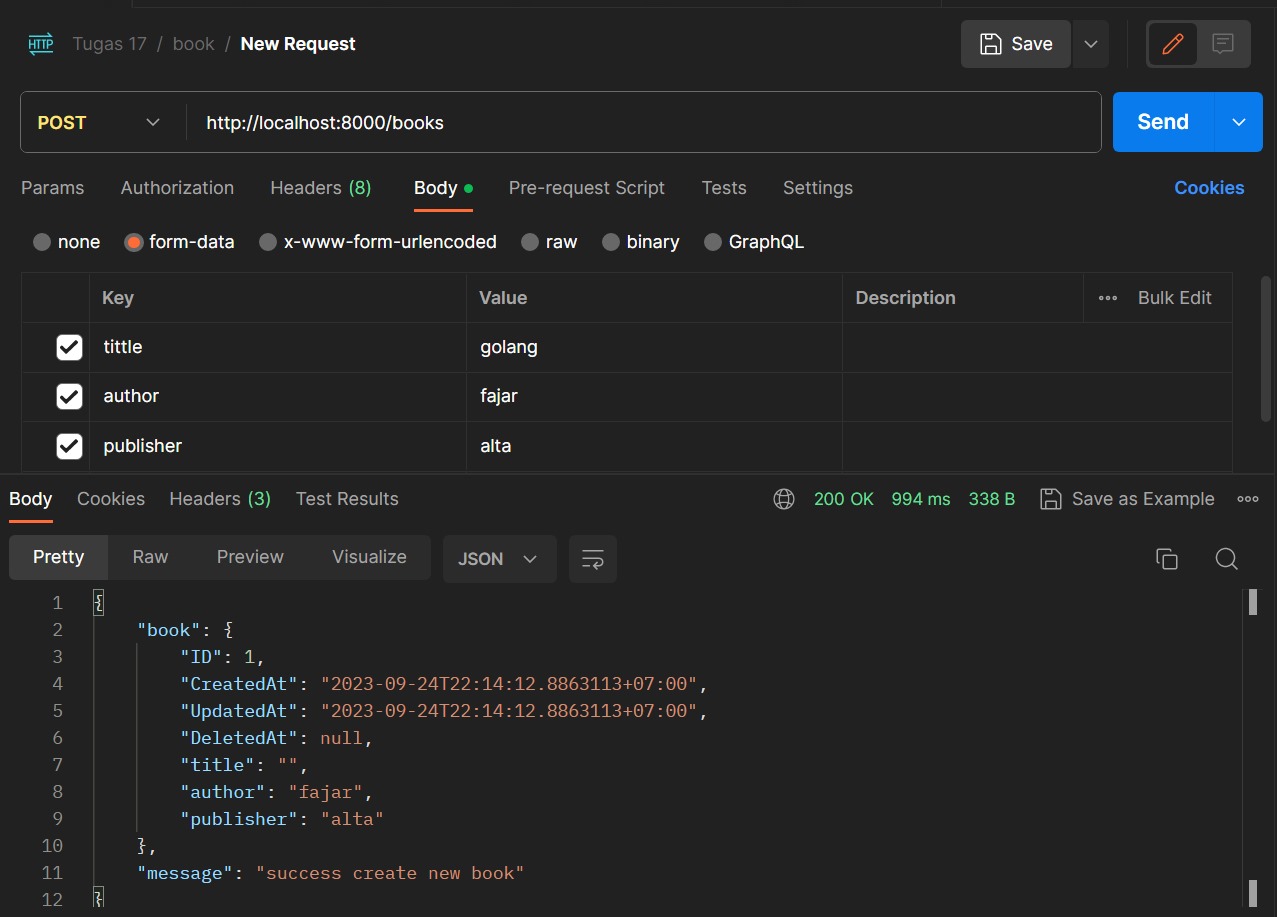 HTTP Tugas 17 / book / New Request Save
POST http://localhost:8000/books Send
Params Authorization Headers (8) Body Pre-request Script Tests Settings Cookies
none form-data x-www-form-urlencoded raw binary GraphQL
Key Value Description Bulk Edit
tittle golang
author fajar
publisher alta
Body Cookies Headers (3) Test Results 200 OK 994 ms 338 B Save as Example
Pretty Raw Preview Visualize JSON
1 {
2 "book": {
3 "ID": 1,
4 "CreatedAt": "2023-09-24T22:14:12.8863113+07:00",
5 "UpdatedAt": "2023-09-24T22:14:12.8863113+07:00",
6 "DeletedAt": null,
7 "title": "",
8 "author": "fajar",
9 "publisher": "alta"
10 },
11 "message": "success create new book"
12 }